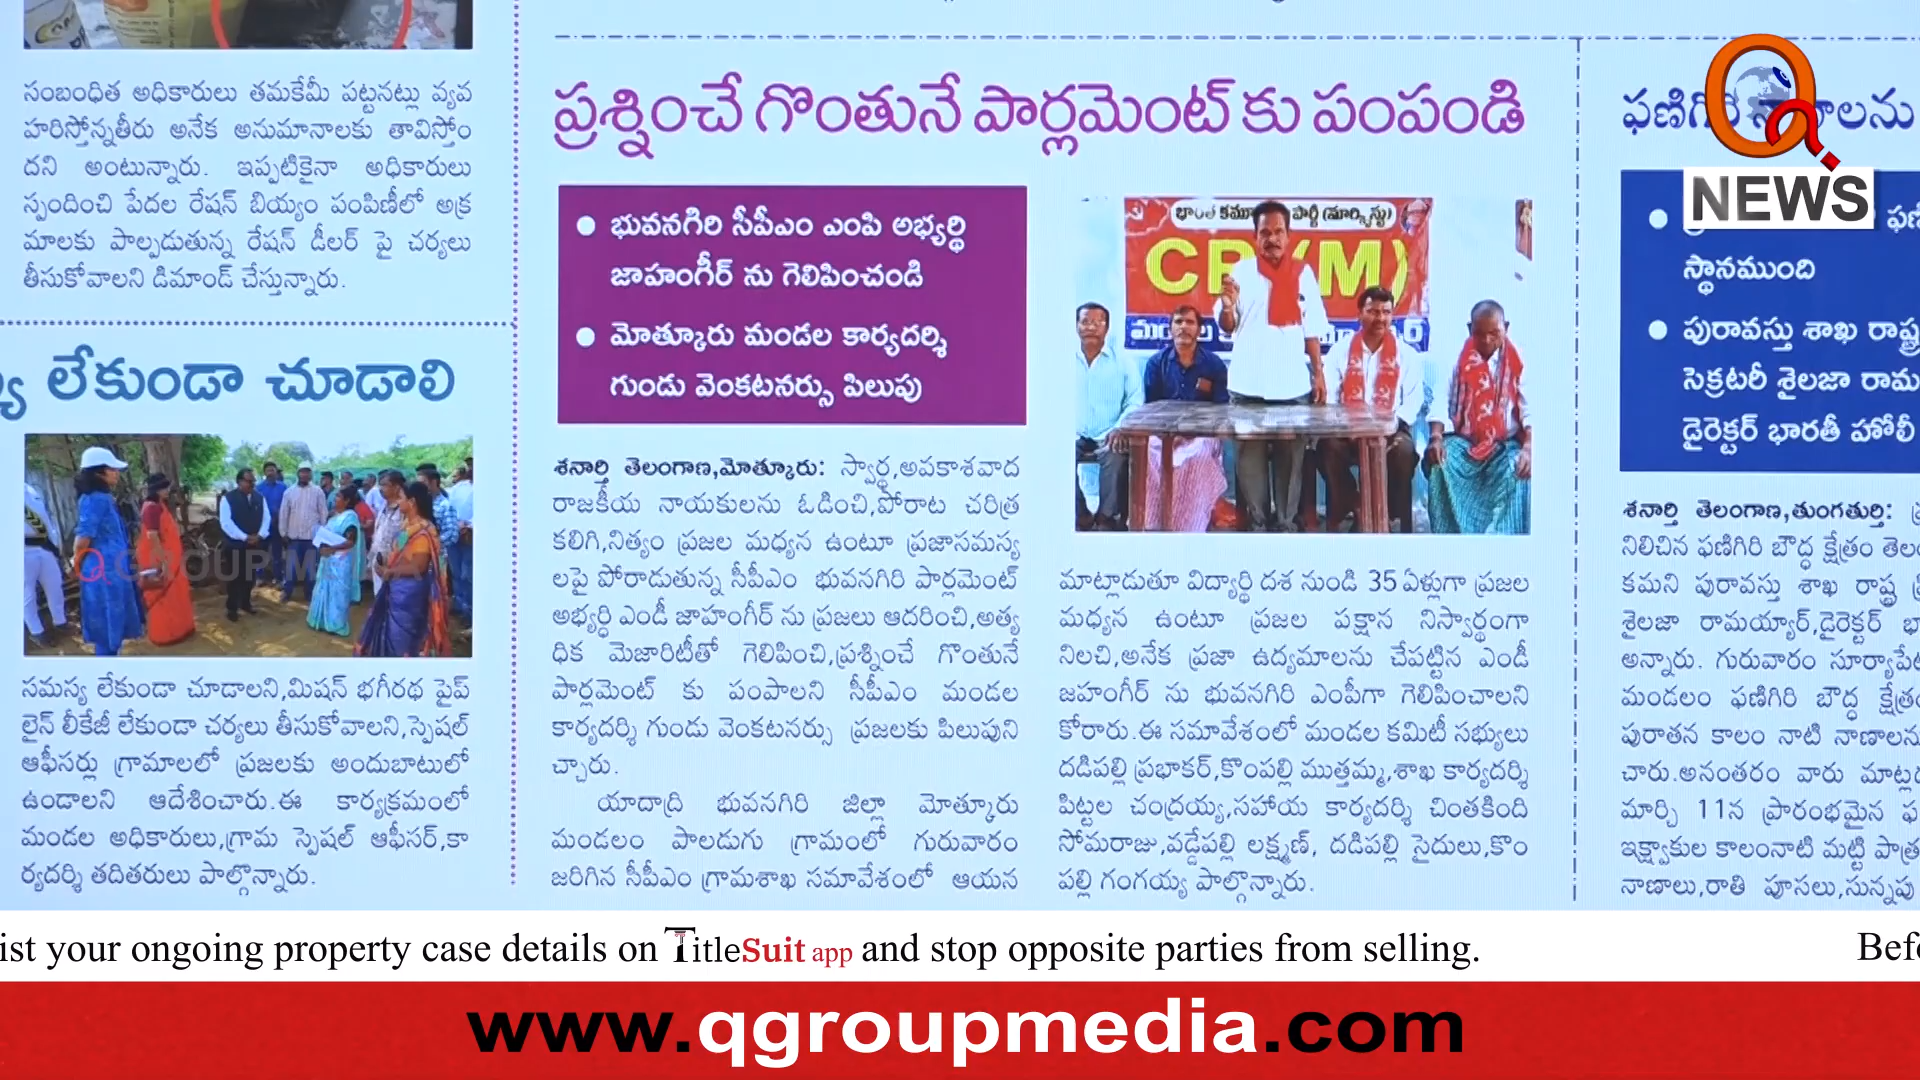 సంబంధిత అధికారులు తమకేమీ పట్టనట్లు వ్యవ
హరిస్తోన్నతీరు అనేక అనుమానాలకు తావిస్తోం
దని అంటున్నారు. ఇప్పటికైనా అధికారులు
స్పందించి పేదల రేషన్ బియ్యం పంపిణీలో అక్ర
మాలకు పాల్పడుతున్న రేషన్ డీలర్ పై చర్యలు
తీసుకోవాలని డిమాండ్ చేస్తున్నారు.
లేకుండా చూడాలి
Q GROUP MEDIA
సమస్య లేకుండా చూడాలని,మిషన్ భగీరథ పైప్
లైన్ లీకేజీ లేకుండా చర్యలు తీసుకోవాలని,స్పెషల్
ఆఫీసర్లు గ్రామాలలో ప్రజలకు అందుబాటులో
ఉండాలని ఆదేశించారు.ఈ కార్యక్రమంలో
మండల అధికారులు,గ్రామ స్పెషల్ ఆఫీసర్,కా
ర్యదర్శి తదితరులు పాల్గొన్నారు.
ప్రశ్నించే గొంతునే పార్లమెంట్ కు పంపండి
● భువనగిరి సీపీఎం ఎంపి అభ్యర్థి
జాహంగీర్ ను గెలిపించండి
● మోత్కూరు మండల కార్యదర్శి
గుండు వెంకటనర్సు పిలుపు
శనార్తి తెలంగాణ,మోత్కూరు: స్వార్థ,అపకాశవాద
రాజకీయ నాయకులను ఓడించి,పోరాట చరిత్ర
కలిగి,నిత్యం ప్రజల మధ్యన ఉంటూ ప్రజాసమస్య
లపై పోరాడుతున్న సీపీఎం భువనగిరి పార్లమెంట్
అభ్యర్థి ఎండీ జాహంగీర్ ను ప్రజలు ఆదరించి,అత్య
ధిక మెజారిటీతో గెలిపించి,ప్రశ్నించే గొంతునే
పార్లమెంట్ కు పంపాలని సీపీఎం మండల
కార్యదర్శి గుండు వెంకటనర్సు ప్రజలకు పిలుపుని
చ్చారు.
యాదాద్రి భువనగిరి జిల్లా మోత్కూరు
మండలం పాలడుగు గ్రామంలో గురువారం
జరిగిన సీపీఎం గ్రామశాఖ సమావేశంలో ఆయన
పార్టీ (మార్క్సిస్టు)
CP (M)
మాట్లాడుతూ విద్యార్థి దశ నుండి 35 ఏళ్లుగా ప్రజల
మధ్యన ఉంటూ ప్రజల పక్షాన నిస్వార్థంగా
నిలచి,అనేక ప్రజా ఉద్యమాలను చేపట్టిన ఎండీ
జహంగీర్ ను భువనగిరి ఎంపీగా గెలిపించాలని
కోరారు.ఈ సమావేశంలో మండల కమిటీ సభ్యులు
దడిపల్లి ప్రభాకర్,కొంపల్లి ముత్తమ్మ,శాఖ కార్యదర్శి
పిట్టల చంద్రయ్య,సహాయ కార్యదర్శి చింతకింది
సోమరాజు,వడ్డేపల్లి లక్ష్మణ్, దడిపల్లి సైదులు,కొం
పల్లి గంగయ్య పాల్గొన్నారు.
NEWS
స్థానముంది
● పురావస్తు శాఖ
సెక్రటరీ శైలజా
డైరెక్టర్ భారతీ హోలీ
శనార్తి తెలంగాణ,తుంగతుర్తి:
నిలిచిన ఫణిగిరి బౌద్ధ క్షేత్రం
కమని పురావస్తు శాఖ రాష్ట్ర
శైలజా రామయ్యార్,డైరెక్టర్
అన్నారు. గురువారం
మండలం ఫణిగిరి బౌద్ధ
పురాతన కాలం నాటి
చారు.అనంతరం వారు
మార్చి 11న ప్రారంభమైన
ఇక్ష్వాకుల కాలంనాటి మట్టి
నాణాలు,రాతి పూసలు,సున్నపు
ist your ongoing property case details on TitleSuit app and stop opposite parties from selling. Befo
www.qgroupmedia.com